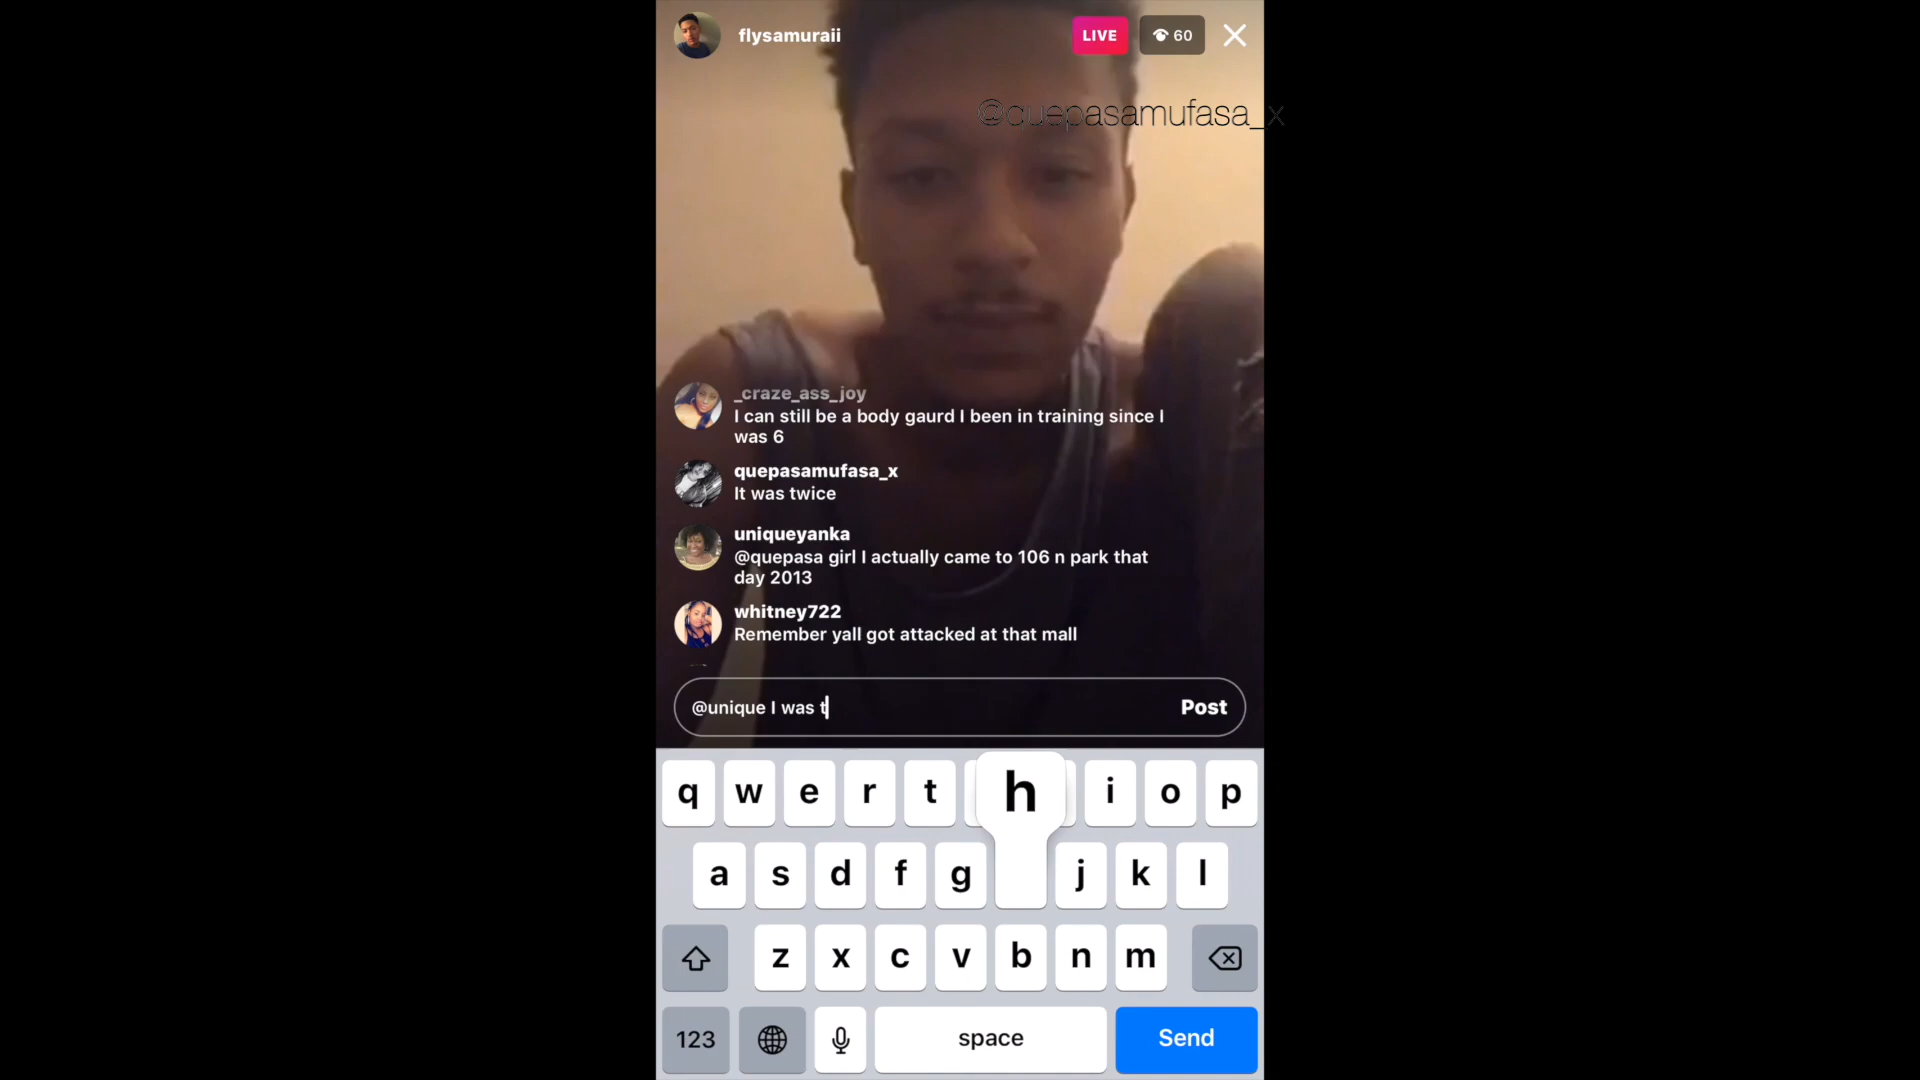 flysamuraii
LIVE
60
@quepasamufasa_x
_craze_ass_joy
I can still be a body gaurd I been in training since I
was 6
quepasamufasa_x
It was twice
uniqueyanka
@quepasa girl I actually came to 106 n park that
day 2013
whitney722
Remember yall got attacked at that mall
@unique I was t
Post
q w e r t h i o p
a s d f g j k l
z x c v b n m
123 space Send